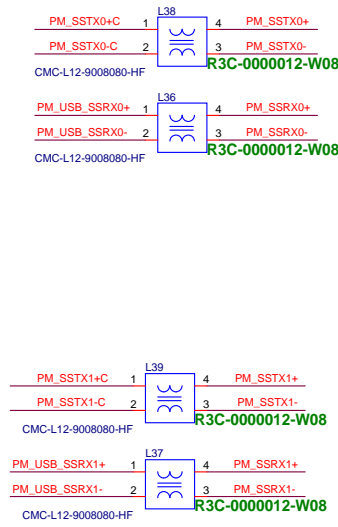 L38
PM_SSTX0+C 1 4 PM_SSTX0+
PM_SSTX0-C 2 3 PM_SSTX0-
CMC-L12-9008080-HF R3C-0000012-W08
L36
PM_USB_SSRX0+ 1 4 PM_SSRX0+
PM_USB_SSRX0- 2 3 PM_SSRX0-
CMC-L12-9008080-HF R3C-0000012-W08
L39
PM_SSTX1+C 1 4 PM_SSTX1+
PM_SSTX1-C 2 3 PM_SSTX1-
CMC-L12-9008080-HF R3C-0000012-W08
L37
PM_USB_SSRX1+ 1 4 PM_SSRX1+
PM_USB_SSRX1- 2 3 PM_SSRX1-
CMC-L12-9008080-HF R3C-0000012-W08